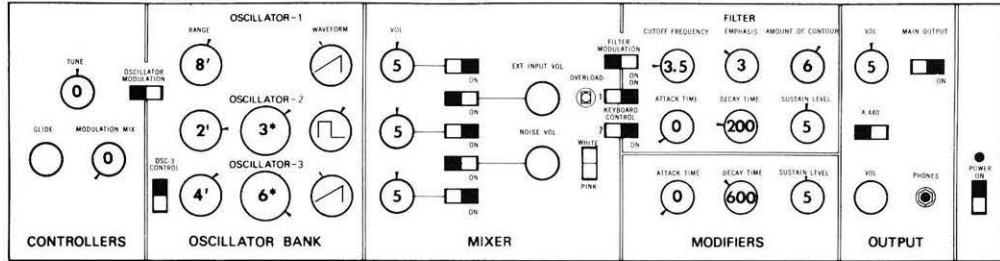 TUNE
0
GLIDE
MODULATION MIX
0
CONTROLLERS
OSCILLATOR-1
RANGE
WAVEFORM
8'
OSCILLATOR
MODULATION
ON
OSCILLATOR-2
2'
3*
OSC-3
CONTROL
OSCILLATOR-3
4'
6*
OSCILLATOR BANK
VOL
5
ON
EXT INPUT VOL
OVERLOAD
ON
5
ON
NOISE VOL
ON
WHITE
PINK
5
ON
MIXER
FILTER
MODULATION
ON
ON
1
KEYBOARD
CONTROL
2
ON
FILTER
CUTOFF FREQUENCY
EMPHASIS
AMOUNT OF CONTOUR
3.5
3
6
ATTACK TIME
DECAY TIME
SUSTAIN LEVEL
0
200
5
ATTACK TIME
DECAY TIME
SUSTAIN LEVEL
0
600
5
MODIFIERS
VOL
MAIN OUTPUT
5
ON
A 440
VOL
PHONES
OUTPUT
POWER
ON